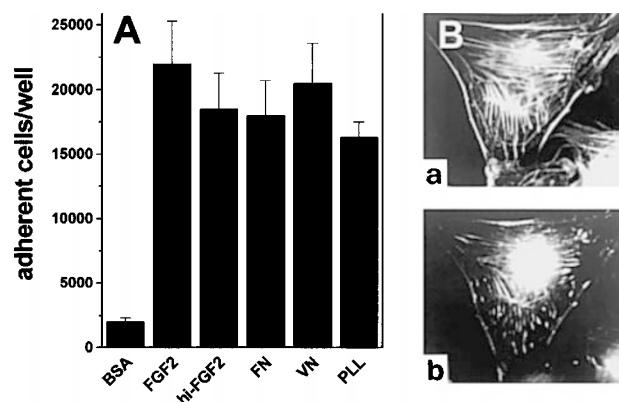 A
adherent cells/well
25000
20000
15000
10000
5000
0
BSA
FGF2
hi-FGF2
FN
VN
PLL
B
a
b